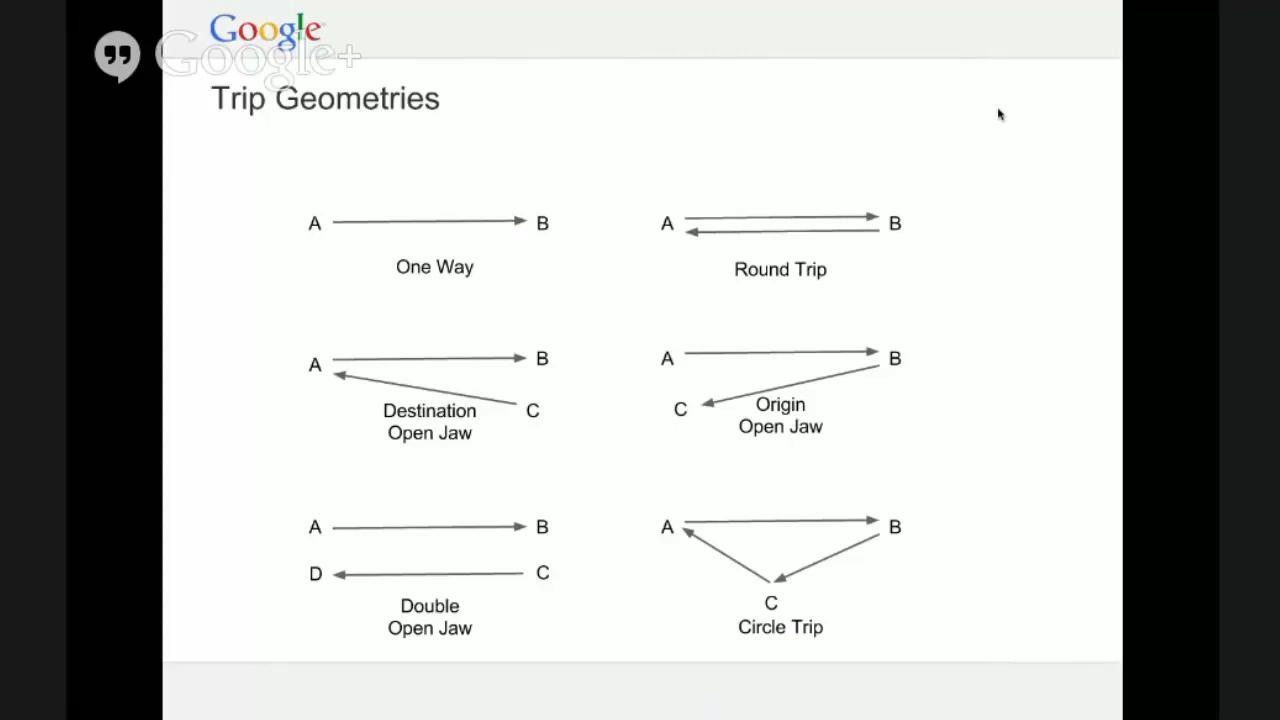 Google
Google+
Trip Geometries
A B
One Way
A B
Round Trip
A B
C
Destination
Open Jaw
A B
C
Origin
Open Jaw
A B
D C
Double
Open Jaw
A B
C
Circle Trip